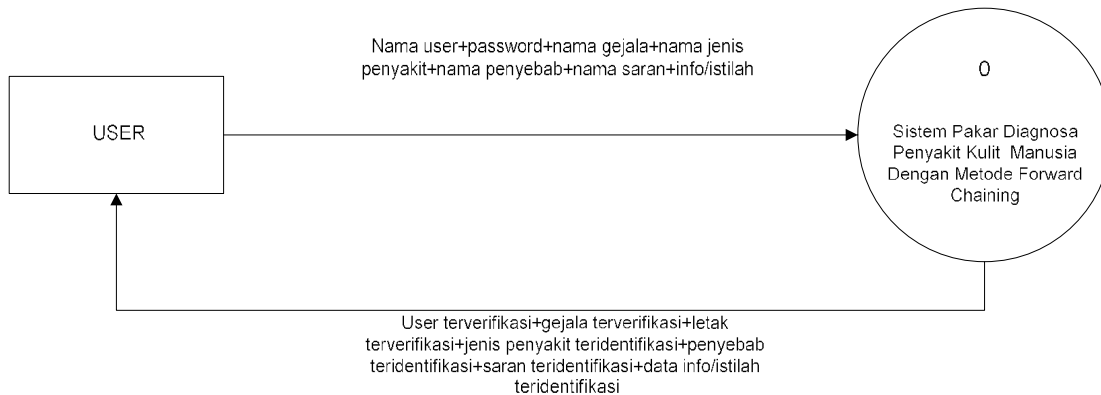 Nama user+password+nama gejala+nama jenis
penyakit+nama penyebab+nama saran+info/istilah
USER
0
Sistem Pakar Diagnosa
Penyakit Kulit Manusia
Dengan Metode Forward
Chaining
User terverifikasi+gejala terverifikasi+letak
terverifikasi+jenis penyakit teridentifikasi+penyebab
teridentifikasi+saran teridentifikasi+data info/istilah
teridentifikasi